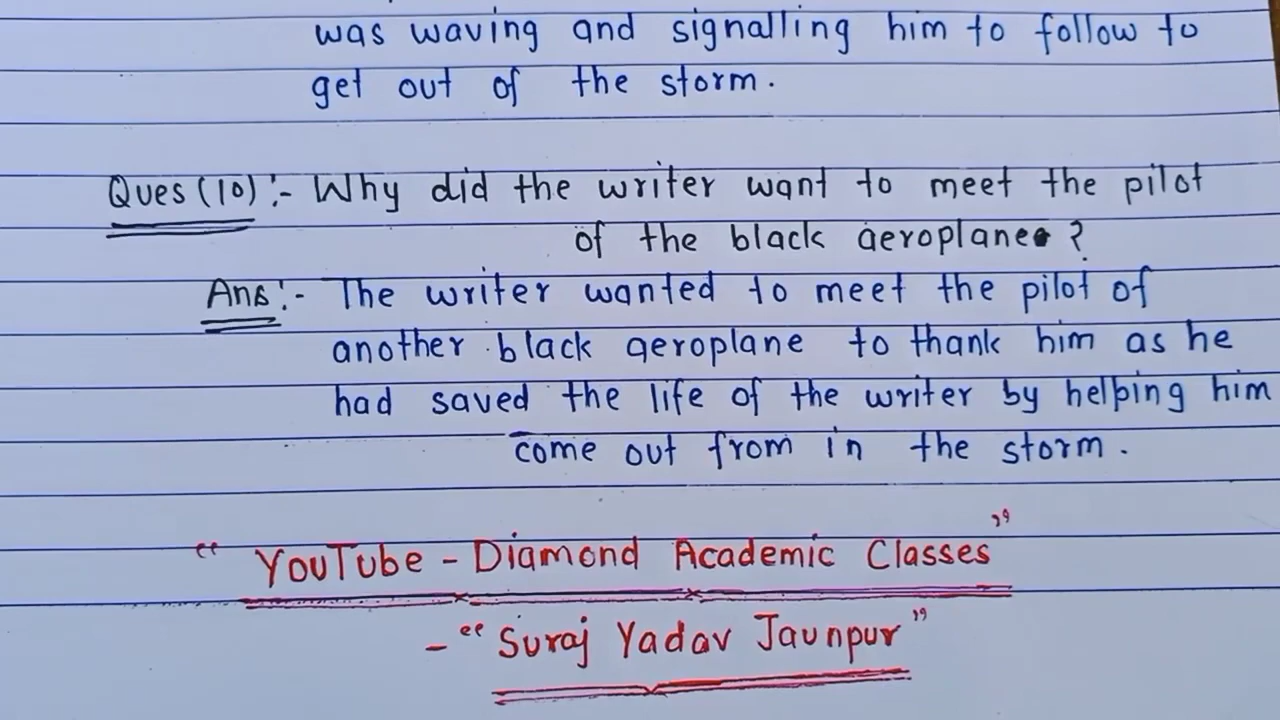 was waving and signalling him to follow to
get out of the storm.
Ques (10):- Why did the writer want to meet the pilot
of the black aeroplane ?
Ans:- The writer wanted to meet the pilot of
another black aeroplane to thank him as he
had saved the life of the writer by helping him
come out from in the storm.
“ YouTube - Diamond Academic Classes ”
- “ Suraj Yadav Jaunpur ”